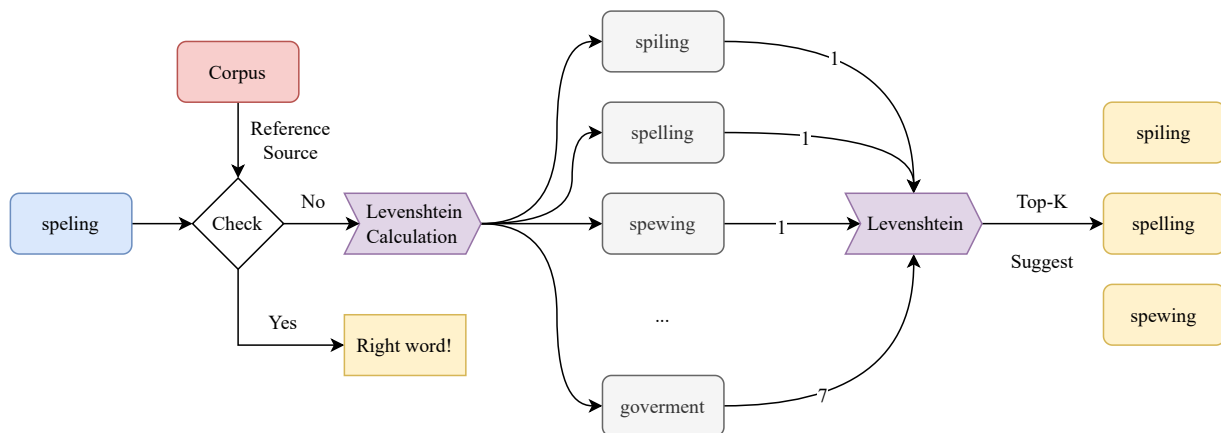 Corpus
Reference
Source
speling
Check
No
Yes
Right word!
Levenshtein
Calculation
spiling
spelling
spewing
...
goverment
1
1
1
7
Levenshtein
Top-K
Suggest
spiling
spelling
spewing